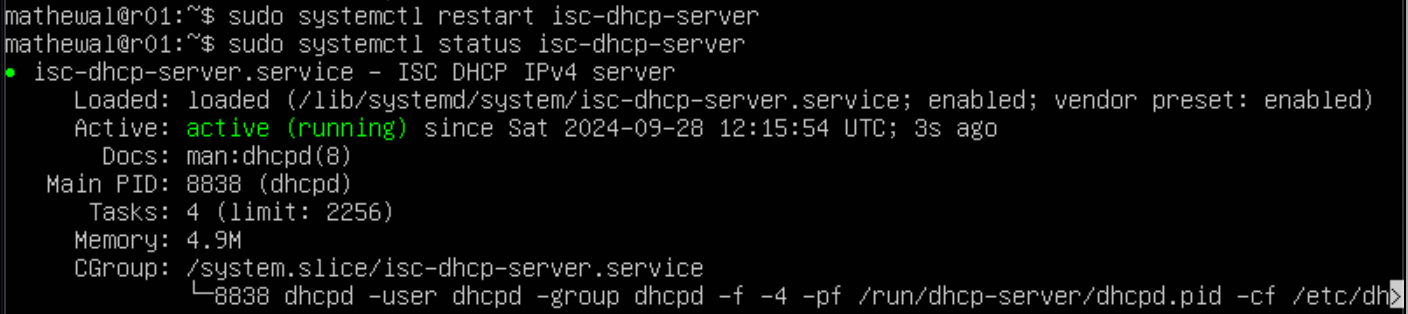 mathewal@r01:~$ sudo systemctl restart isc-dhcp-server
mathewal@r01:~$ sudo systemctl status isc-dhcp-server
● isc-dhcp-server.service - ISC DHCP IPv4 server
     Loaded: loaded (/lib/systemd/system/isc-dhcp-server.service; enabled; vendor preset: enabled)
     Active: active (running) since Sat 2024-09-28 12:15:54 UTC; 3s ago
       Docs: man:dhcpd(8)
   Main PID: 8838 (dhcpd)
      Tasks: 4 (limit: 2256)
     Memory: 4.9M
     CGroup: /system.slice/isc-dhcp-server.service
             └─8838 dhcpd -user dhcpd -group dhcpd -f -4 -pf /run/dhcp-server/dhcpd.pid -cf /etc/dh>